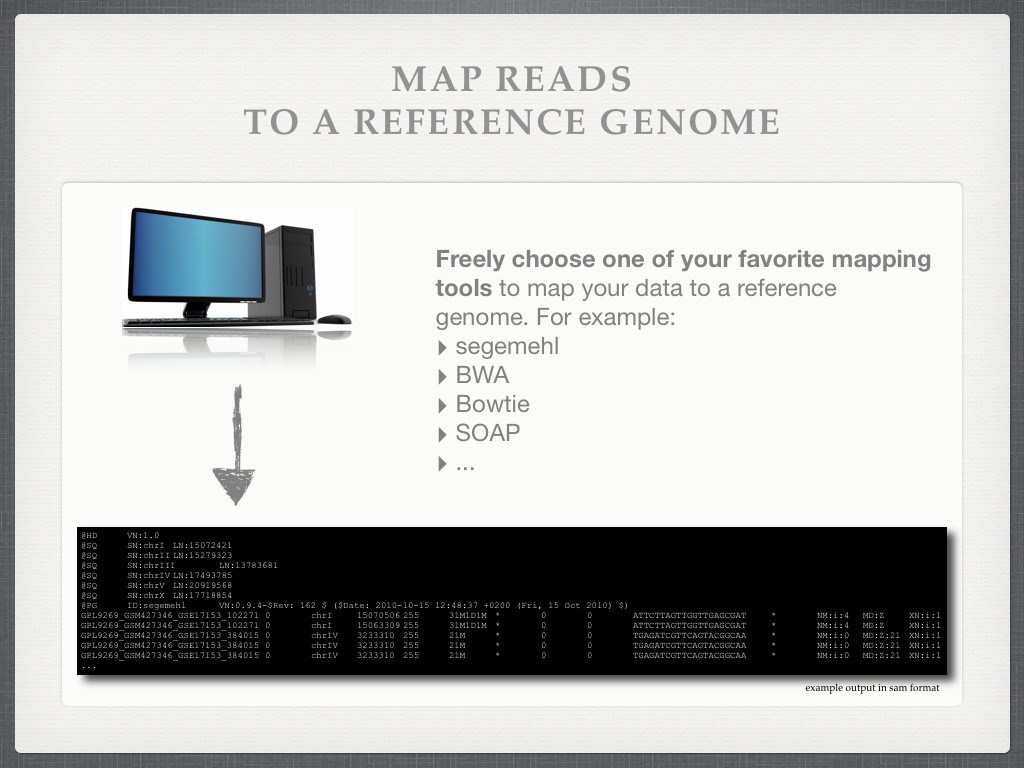 MAP READS
TO A REFERENCE GENOME
Freely choose one of your favorite mapping
tools to map your data to a reference
genome. For example:
segemehl
BWA
Bowtie
SOAP
...
@HD VN:1.0
@SQ SN:chrI LN:15072421
@SQ SN:chrII LN:15279323
@SQ SN:chrIII LN:13783681
@SQ SN:chrIV LN:17493785
@SQ SN:chrV LN:20919568
@SQ SN:chrX LN:17718854
@PG ID:segemehl VN:0.9.4-$Rev: 162 $ ($Date: 2010-10-15 12:48:37 +0200 (Fri, 15 Oct 2010) $)
GPL9269_GSM427346_GSE17153_102271 0 chrI 15070506 255 31M1D1M * 0 0 ATTCTTAGTTGGTTGAGCGAT * NM:i:4 MD:Z XN:i:1
GPL9269_GSM427346_GSE17153_102271 0 chrI 15063309 255 31M1D1M * 0 0 ATTCTTAGTTGGTTGAGCGAT * NM:i:4 MD:Z XN:i:1
GPL9269_GSM427346_GSE17153_384015 0 chrIV 3233310 255 21M * 0 0 TGAGATCGTTCAGTACGGCAA * NM:i:0 MD:Z:21 XN:i:1
GPL9269_GSM427346_GSE17153_384015 0 chrIV 3233310 255 21M * 0 0 TGAGATCGTTCAGTACGGCAA * NM:i:0 MD:Z:21 XN:i:1
GPL9269_GSM427346_GSE17153_384015 0 chrIV 3233310 255 21M * 0 0 TGAGATCGTTCAGTACGGCAA * NM:i:0 MD:Z:21 XN:i:1
...
example output in sam format